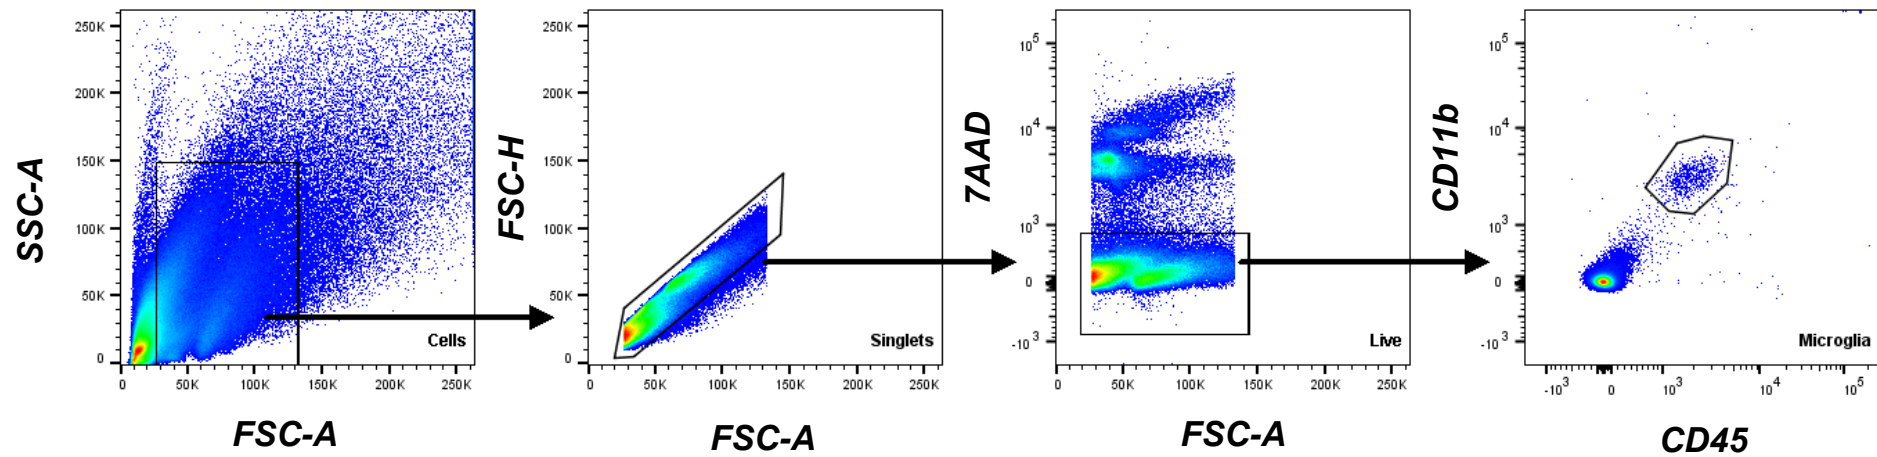 SSC-A
250K
200K
150K
100K
50K
0
Cells
0 50K 100K 150K 200K 250K
FSC-A
FSC-H
250K
200K
150K
100K
50K
0
Singlets
0 50K 100K 150K 200K 250K
FSC-A
7AAD
10^5
10^4
10^3
0
-10^3
Live
0 50K 100K 150K 200K 250K
FSC-A
CD11b
10^5
10^4
10^3
0
-10^3
Microglia
-10^3 0 10^3 10^4 10^5
CD45